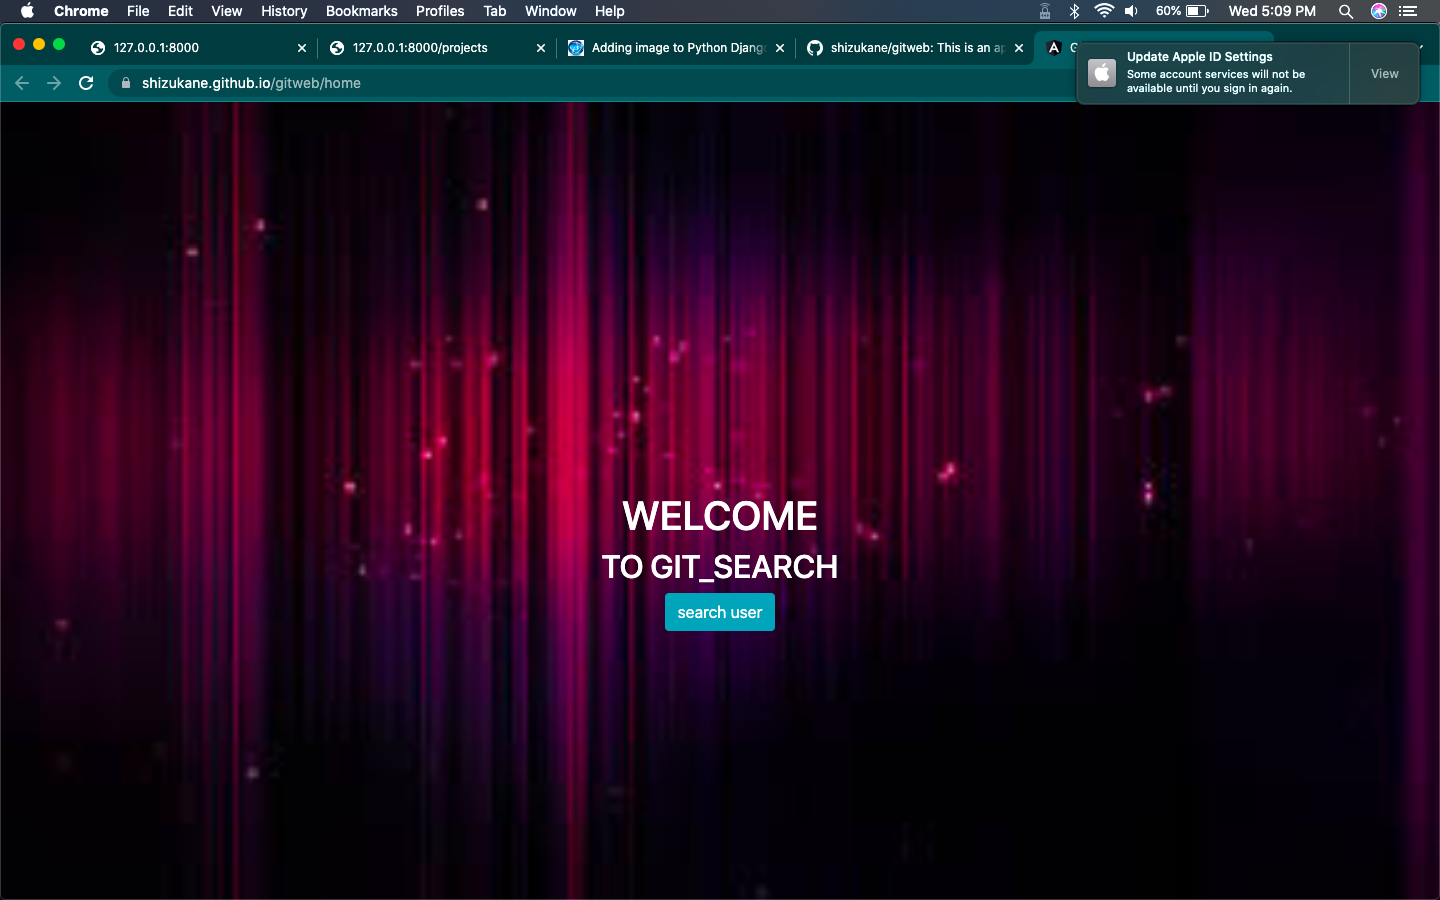 Chrome File Edit View History Bookmarks Profiles Tab Window Help 60% Wed 5:09 PM
127.0.0.1:8000
127.0.0.1:8000/projects
Adding image to Python Djang
shizukane/gitweb: This is an a
G
shizukane.github.io/gitweb/home
Update Apple ID Settings
Some account services will not be
available until you sign in again.
View
WELCOME
TO GIT_SEARCH
search user